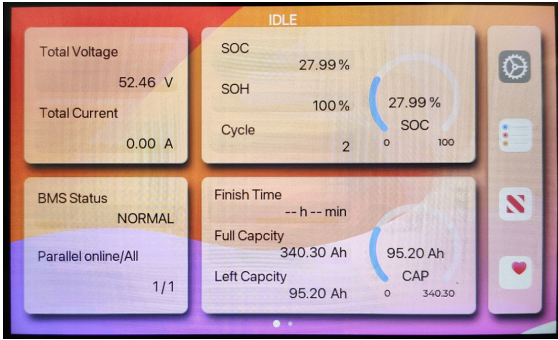 IDLE
Total Voltage
52.46 V
Total Current
0.00 A
SOC
27.99%
SOH
100%
Cycle
2
27.99%
SOC
0 100
BMS Status
NORMAL
Parallel online/All
1/1
Finish Time
-- h -- min
Full Capcity
340.30 Ah
Left Capcity
95.20 Ah
95.20 Ah
CAP
0 340.30